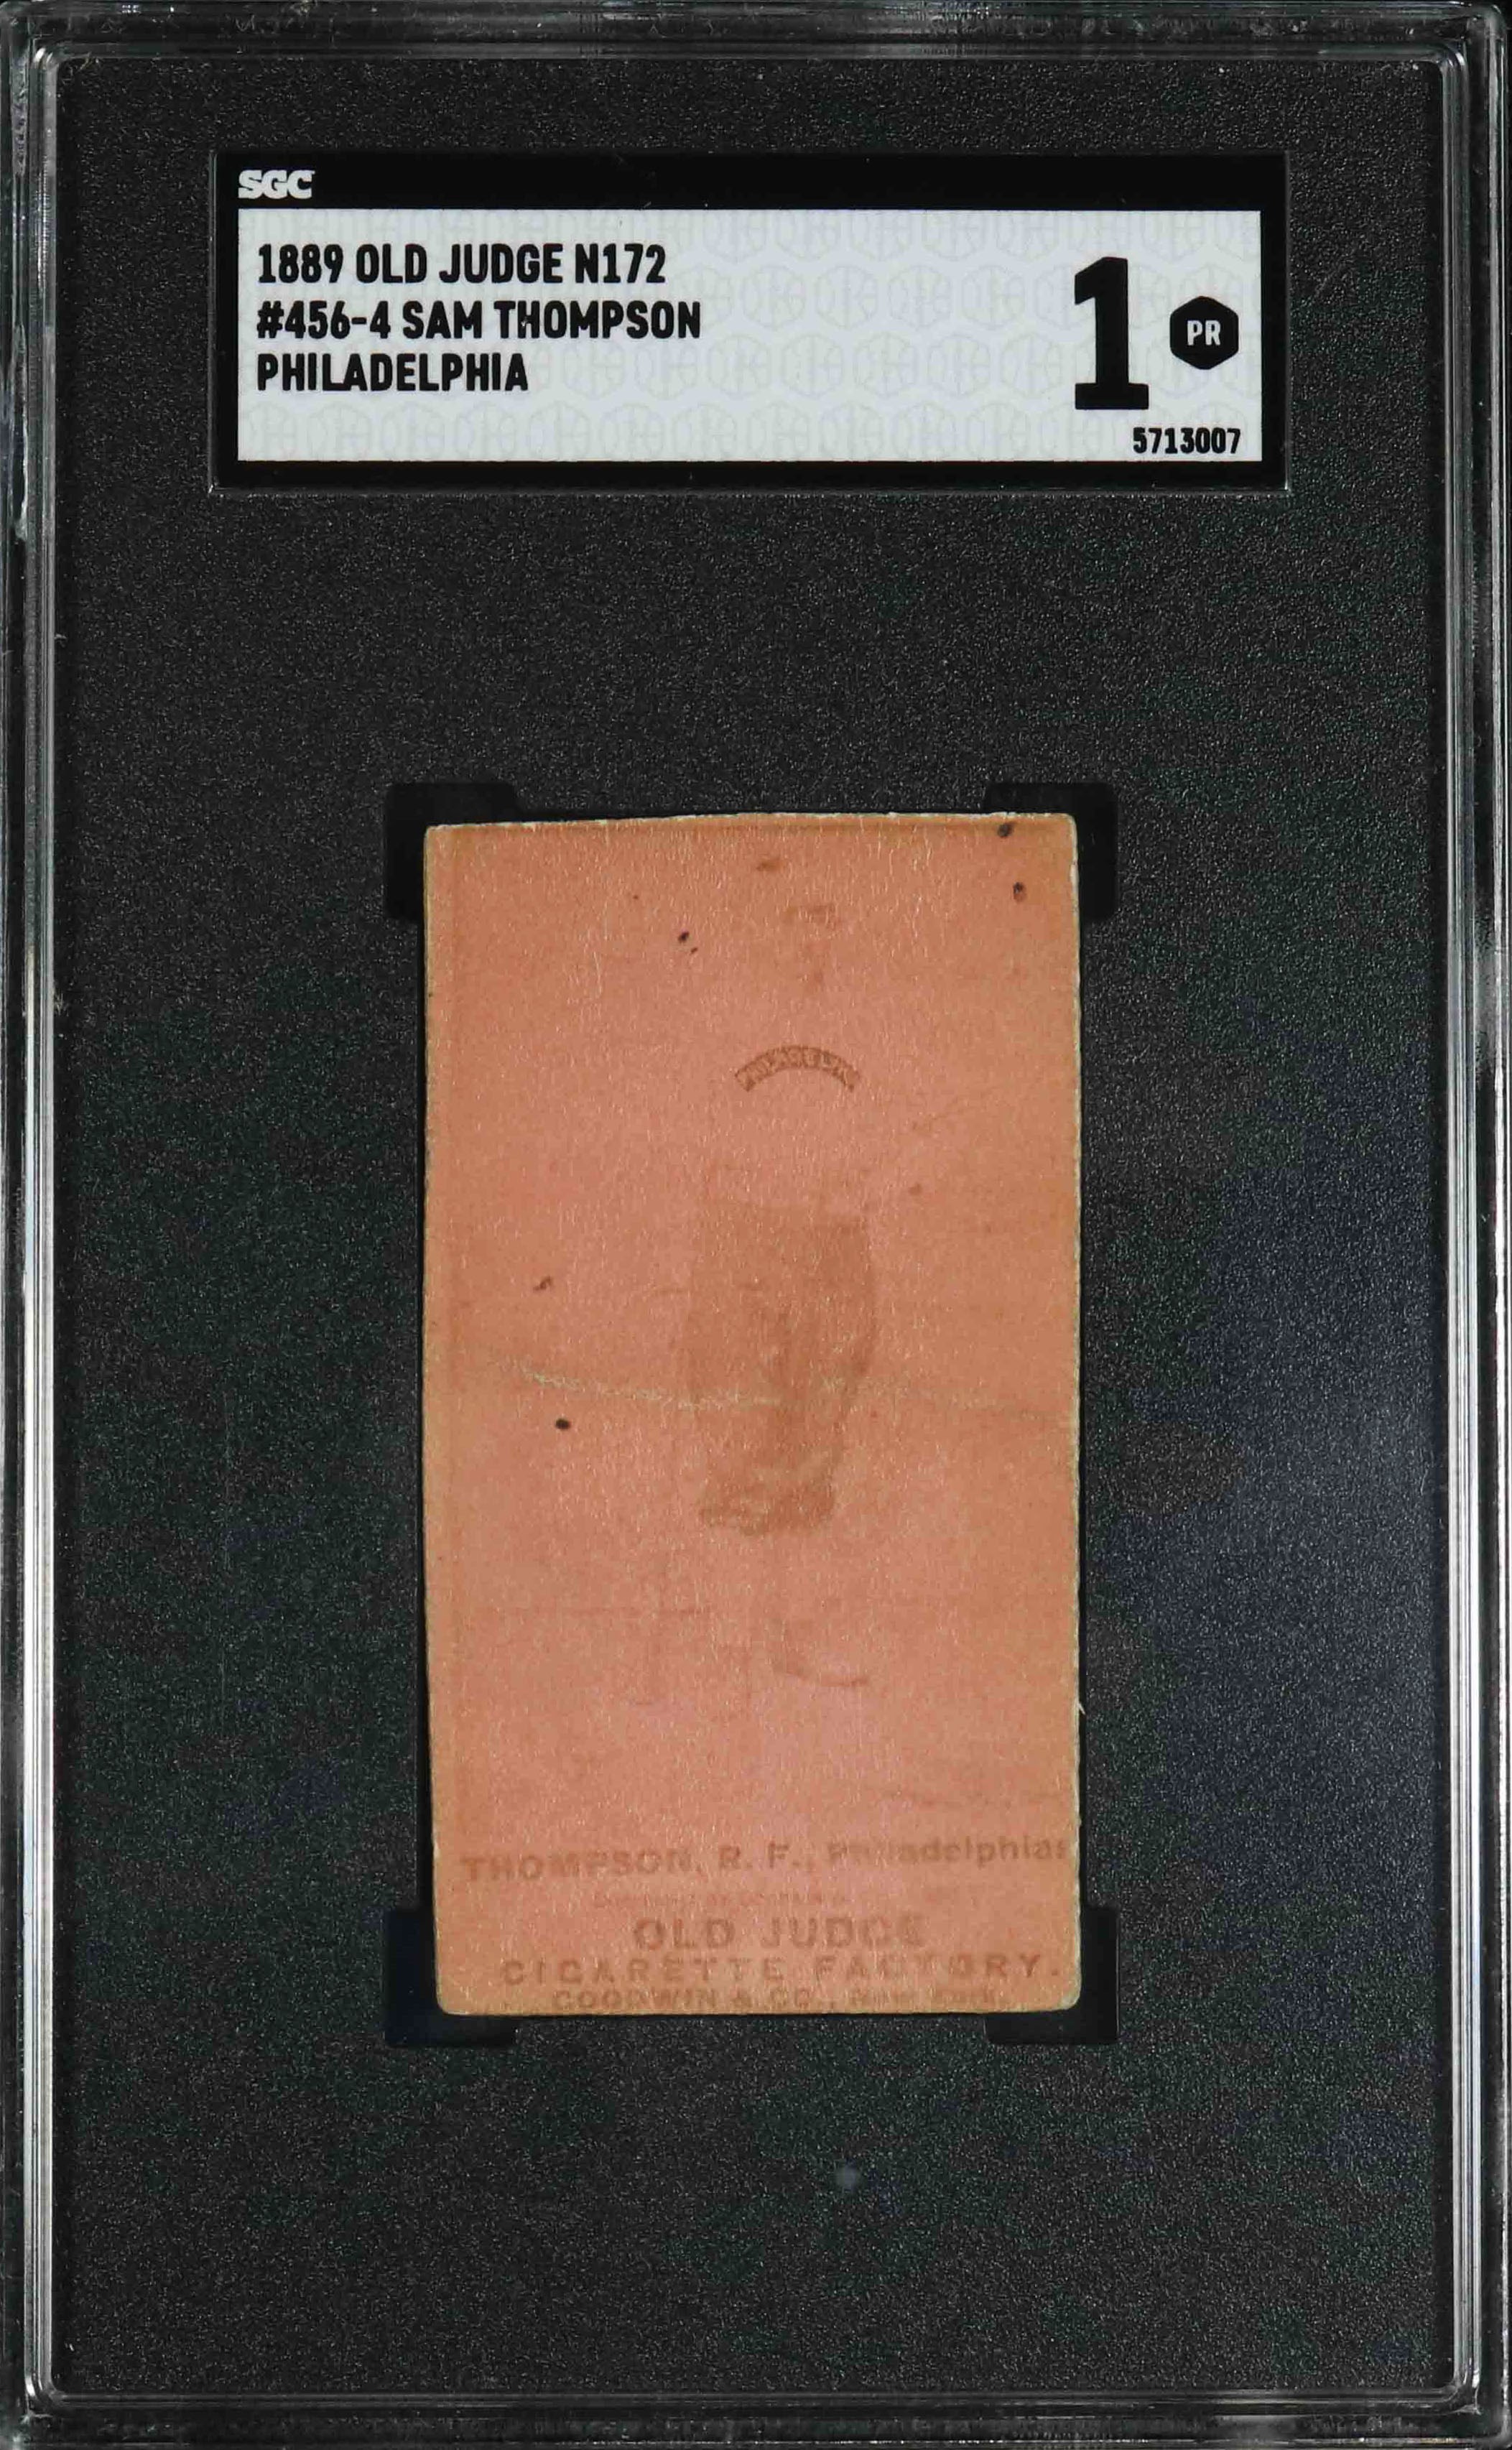 SGC
1889 OLD JUDGE N172
#456-4 SAM THOMPSON
PHILADELPHIA
1 PR
5713007
THOMPSON, R. F., Philadelphias
OLD JUDGE
CIGARETTE FACTORY.
GOODWIN & CO., New York.